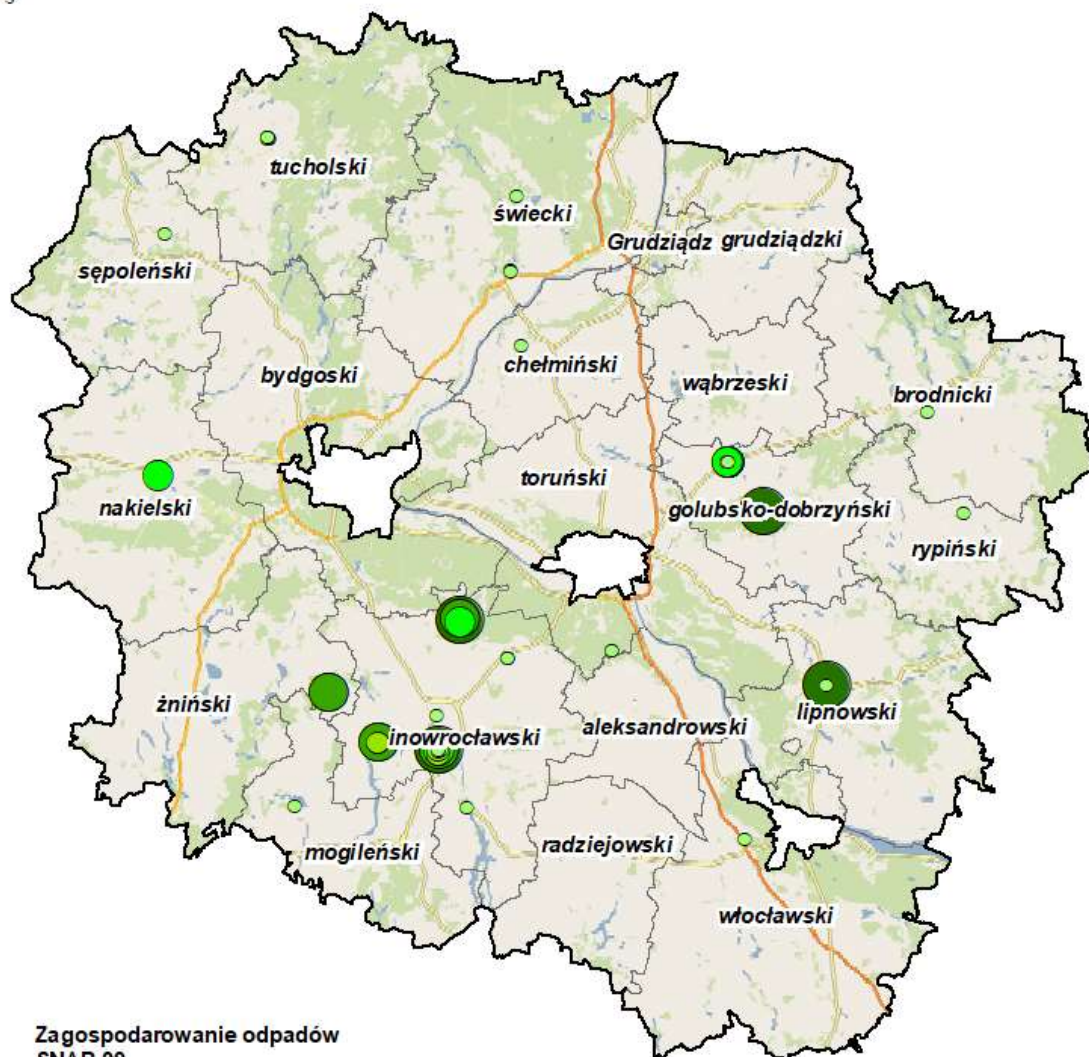 tucholski
świecki
Grudziądz grudziądzki
sępoleński
chełmiński
bydgoski
wąbrzeski
brodnicki
toruński
nakielski
golubsko-dobrzyński
rypiński
żniński
lipnowski
aleksandrowski
inowrocławski
mogileński
radziejowski
włocławski
Zagospodarowanie odpadów